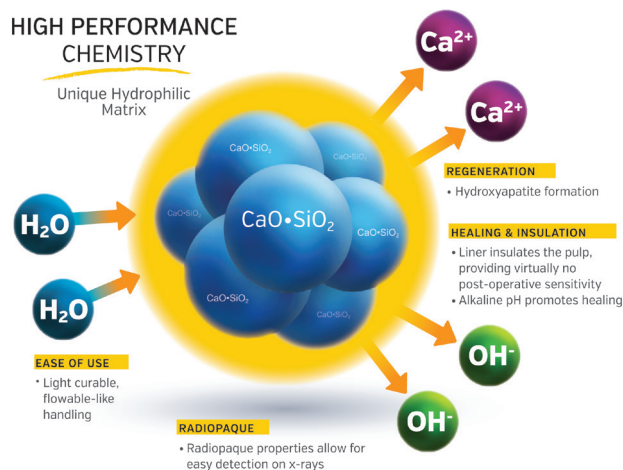 HIGH PERFORMANCE
CHEMISTRY
Unique Hydrophilic
Matrix
Ca²⁺
Ca²⁺
CaO•SiO₂
CaO•SiO₂
CaO•SiO₂
CaO•SiO₂
CaO•SiO₂
CaO•SiO₂
CaO•SiO₂
H₂O
H₂O
REGENERATION
• Hydroxyapatite formation
HEALING & INSULATION
• Liner insulates the pulp,
providing virtually no
post-operative sensitivity
• Alkaline pH promotes healing
OH⁻
OH⁻
EASE OF USE
• Light curable,
flowable-like
handling
RADIOPAQUE
• Radiopaque properties allow for
easy detection on x-rays